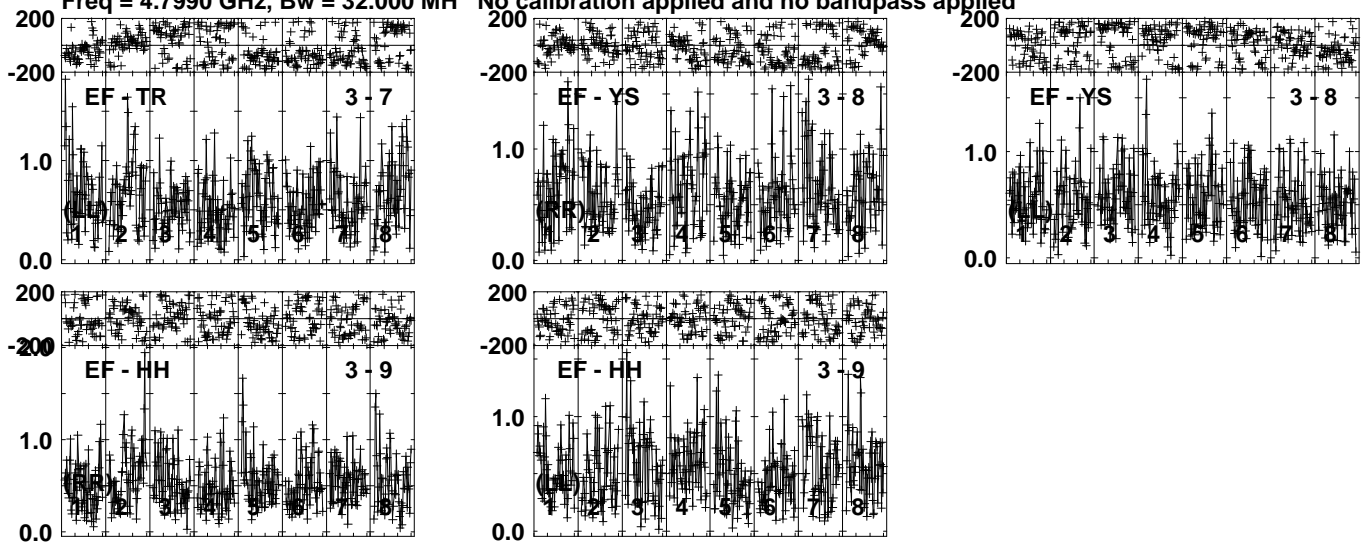 Freq = 4.7990 GHz, Bw = 32.000 MH No calibration applied and no bandpass applied
200
-200
EF - TR 3 - 7
1.0
(LL)
1 2 3 4 5 6 7 8
0.0
200
-200
EF - YS 3 - 8
1.0
(RR)
1 2 3 4 5 6 7 8
0.0
200
-200
EF - YS 3 - 8
1.0
(LL)
1 2 3 4 5 6 7 8
0.0
200
-200
2.0
EF - HH 3 - 9
1.0
(RR)
1 2 3 4 5 6 7 8
0.0
200
-200
EF - HH 3 - 9
1.0
(LL)
1 2 3 4 5 6 7 8
0.0